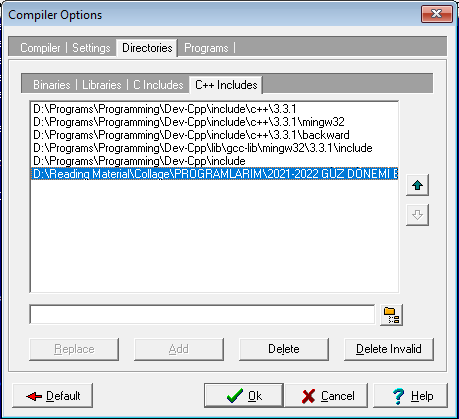 Compiler Options
Compiler Settings Directories Programs
Binaries Libraries C Includes C++ Includes
D:\Programs\Programming\Dev-Cpp\include\c++\3.3.1
D:\Programs\Programming\Dev-Cpp\include\c++\3.3.1\mingw32
D:\Programs\Programming\Dev-Cpp\include\c++\3.3.1\backward
D:\Programs\Programming\Dev-Cpp\lib\gcc-lib\mingw32\3.3.1\include
D:\Programs\Programming\Dev-Cpp\include
D:\Reading Material\Collage\PROGRAMLARIM\2021-2022 GUZ DONEMI E
Replace Add Delete Delete Invalid
Default Ok Cancel Help